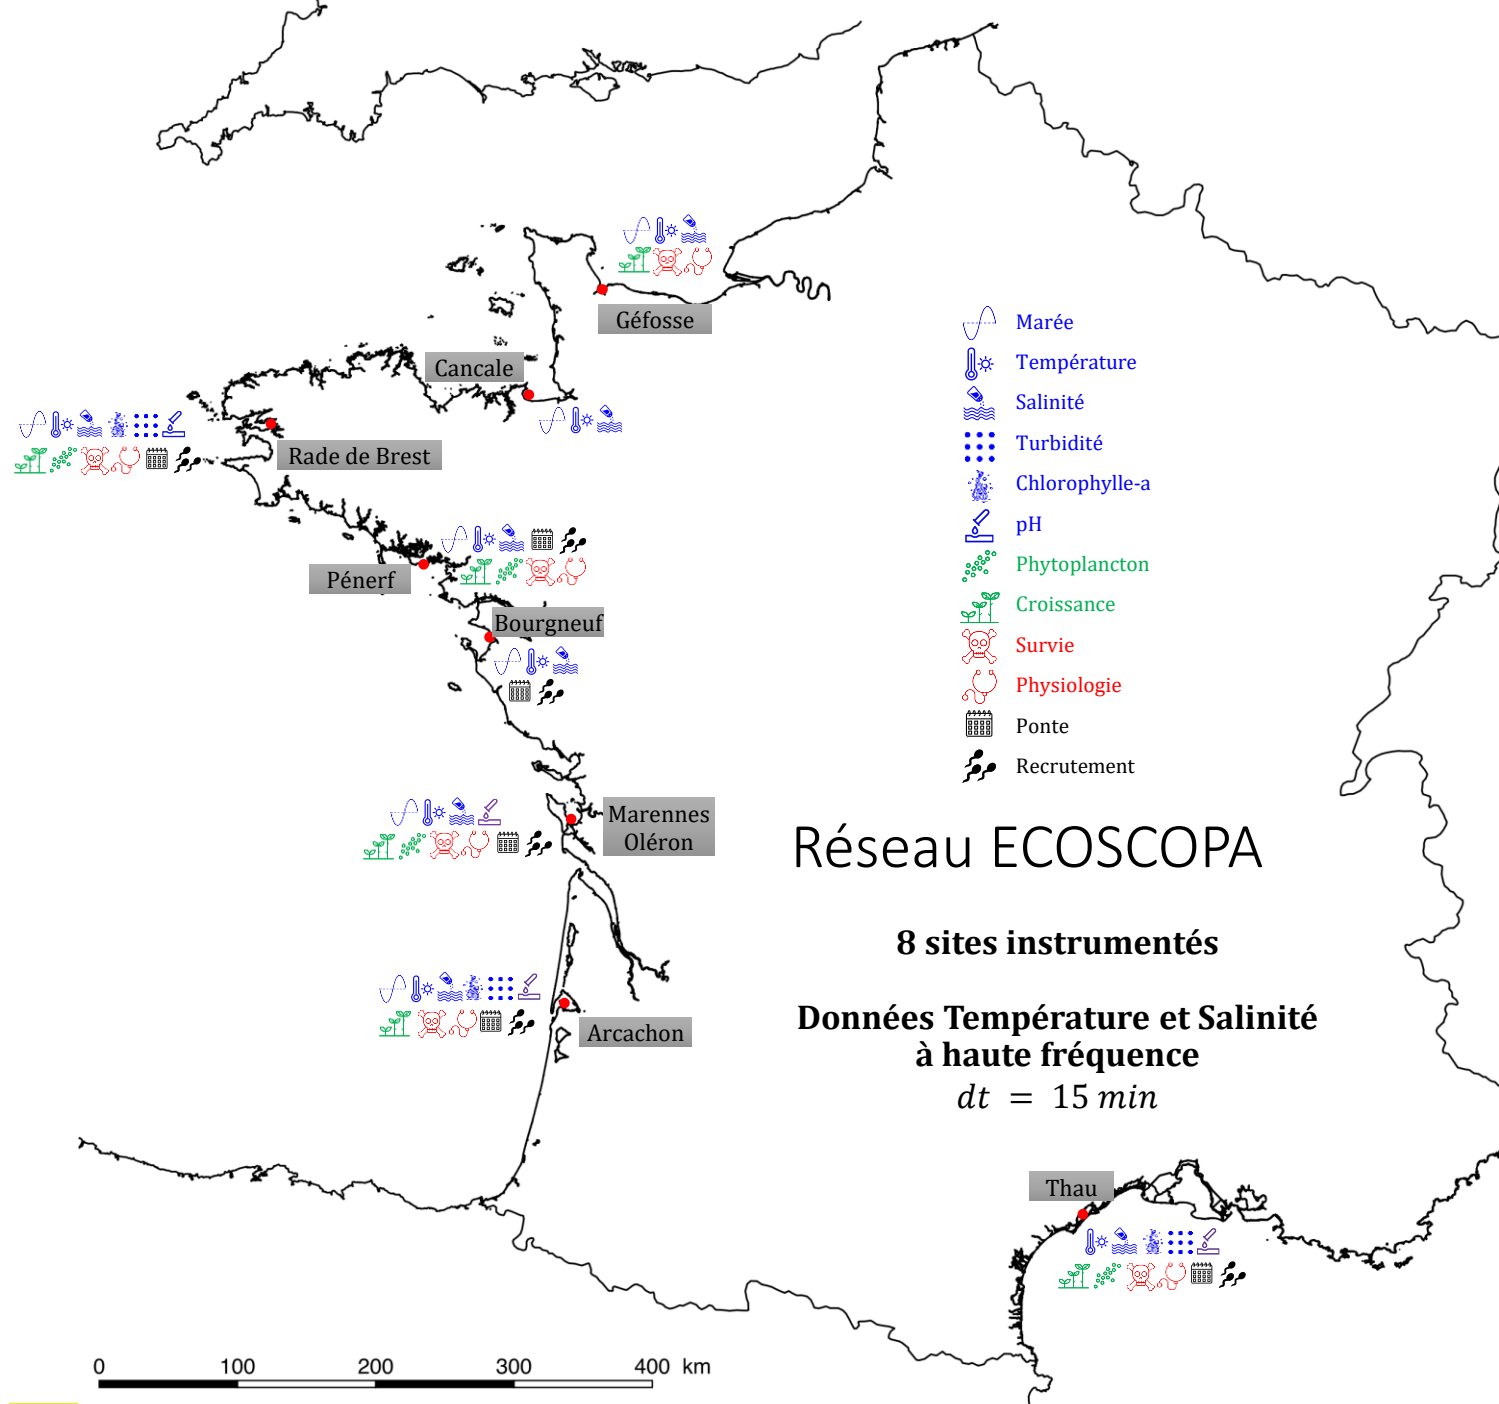 Géfosse
Cancale
Rade de Brest
Pénerf
Bourgneuf
Marennes
Oléron
Arcachon
Thau
Marée
Température
Salinité
Turbidité
Chlorophylle-a
pH
Phytoplancton
Croissance
Survie
Physiologie
Ponte
Recrutement
Réseau ECOSCOPA
8 sites instrumentés
Données Température et Salinité
à haute fréquence
dt = 15 min
0 100 200 300 400 km